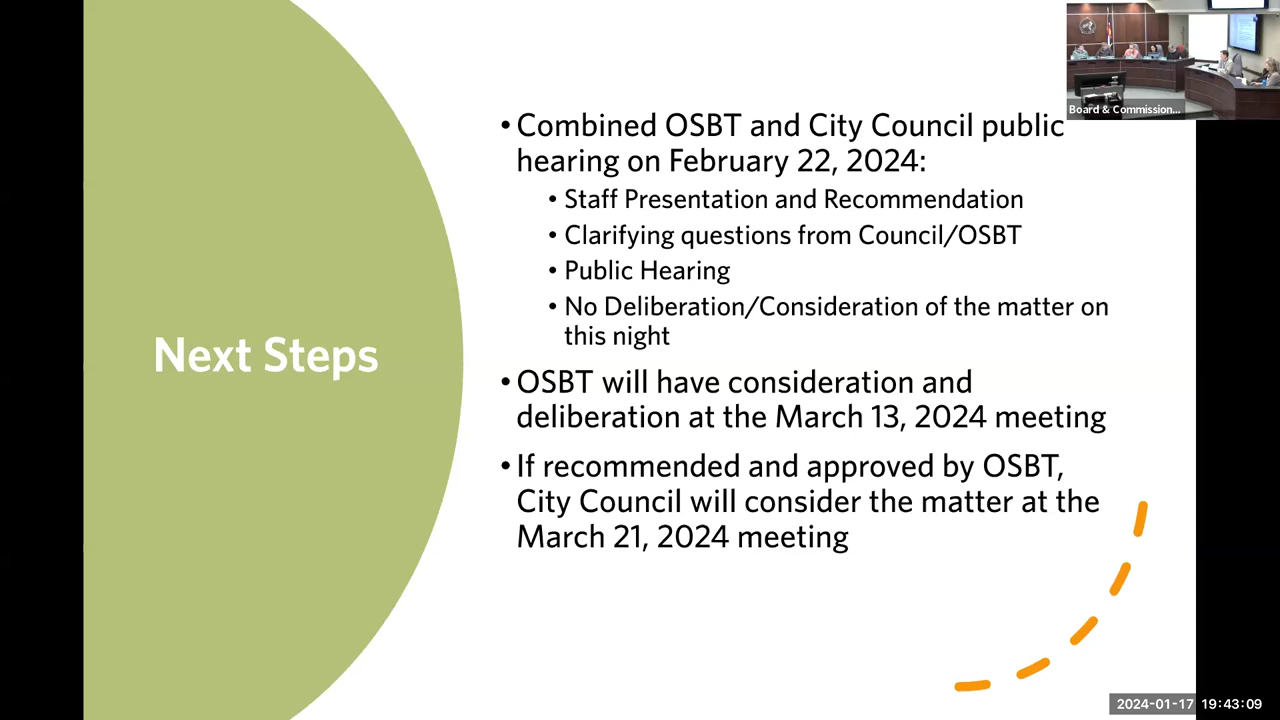 Board & Commission...
• Combined OSBT and City Council public
hearing on February 22, 2024:
• Staff Presentation and Recommendation
• Clarifying questions from Council/OSBT
• Public Hearing
• No Deliberation/Consideration of the matter on
this night
Next Steps
• OSBT will have consideration and
deliberation at the March 13, 2024 meeting
• If recommended and approved by OSBT,
City Council will consider the matter at the
March 21, 2024 meeting
2024-01-17 19:43:09